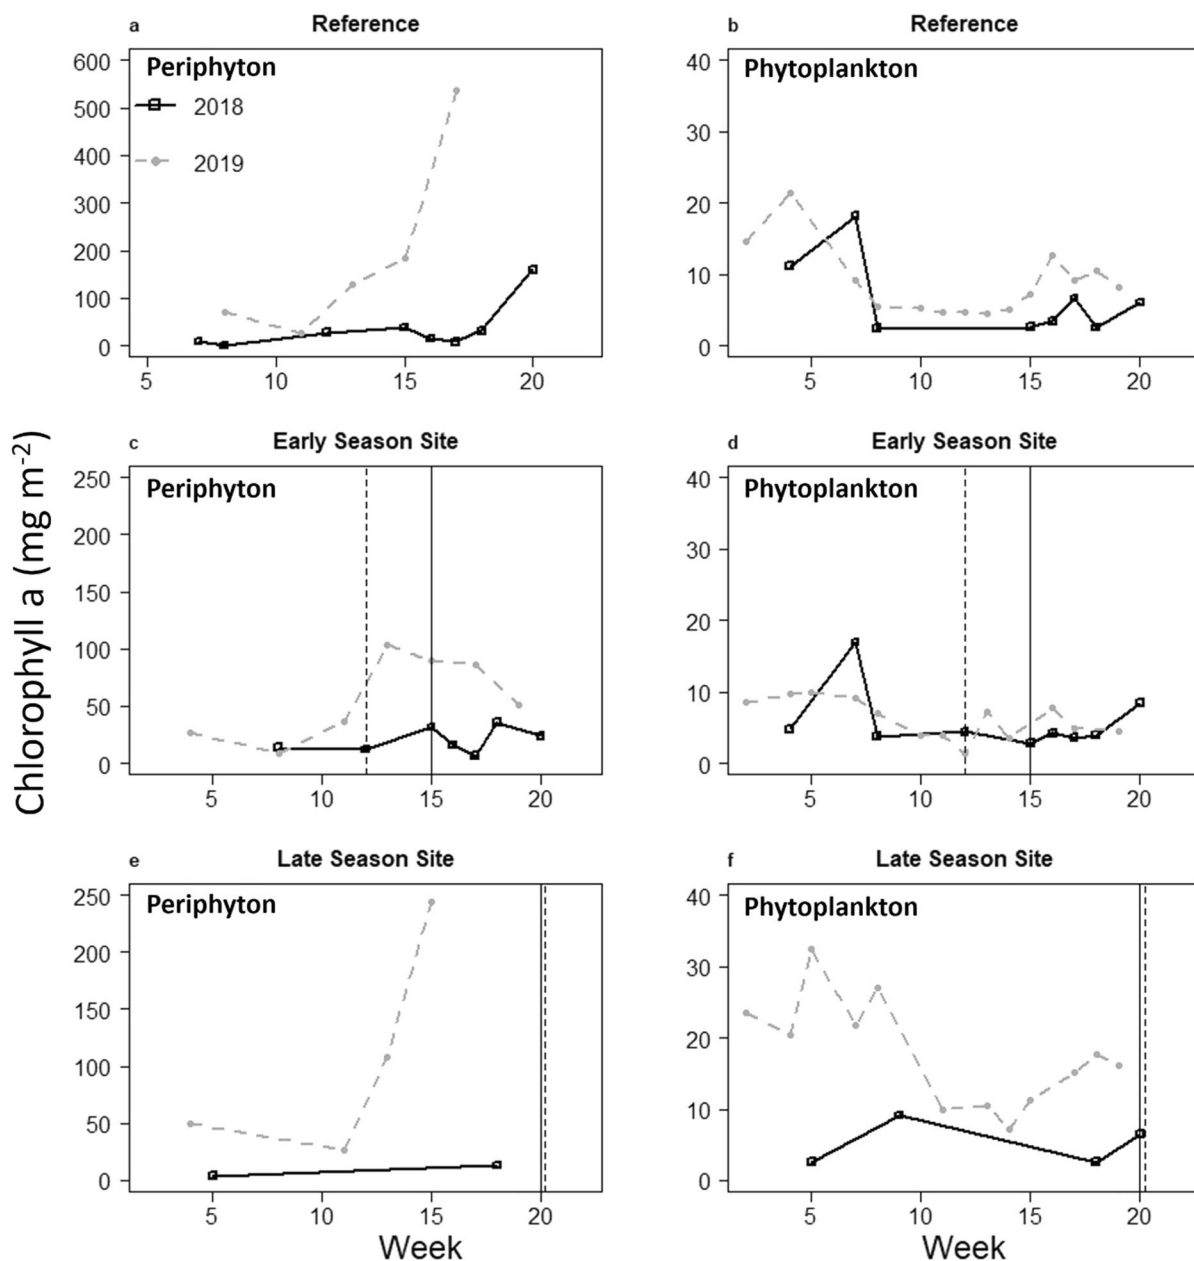 a Reference
Periphyton
2018
2019
600
500
400
300
200
100
0
5 10 15 20
b Reference
Phytoplankton
40
30
20
10
0
5 10 15 20
c Early Season Site
Periphyton
250
200
150
100
50
0
5 10 15 20
d Early Season Site
Phytoplankton
40
30
20
10
0
5 10 15 20
e Late Season Site
Periphyton
250
200
150
100
50
0
5 10 15 20
Week
f Late Season Site
Phytoplankton
40
30
20
10
0
5 10 15 20
Week
Chlorophyll a (mg m⁻²)